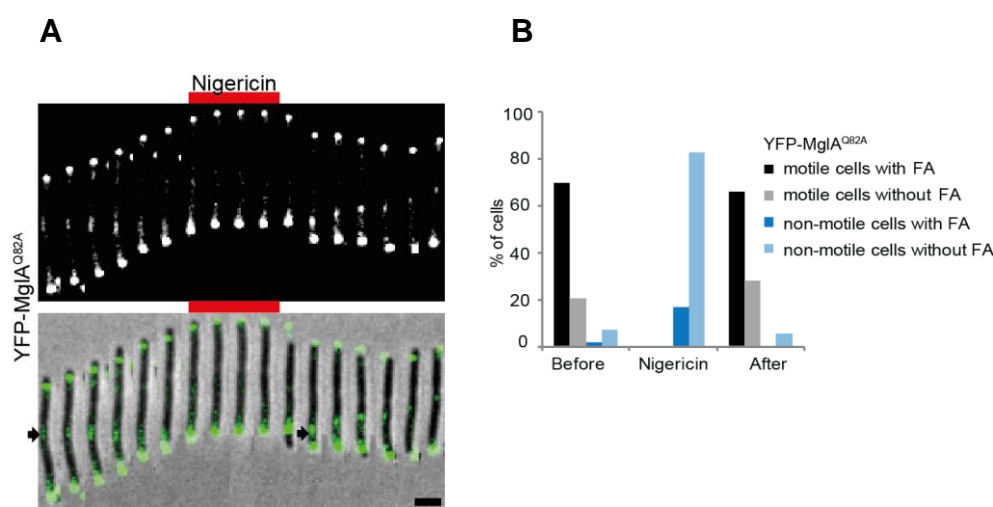 A
B
Nigericin
YFP-MglA^Q82A
100
80
60
40
20
0
% of cells
Before
Nigericin
After
YFP-MglA^Q82A
motile cells with FA
motile cells without FA
non-motile cells with FA
non-motile cells without FA